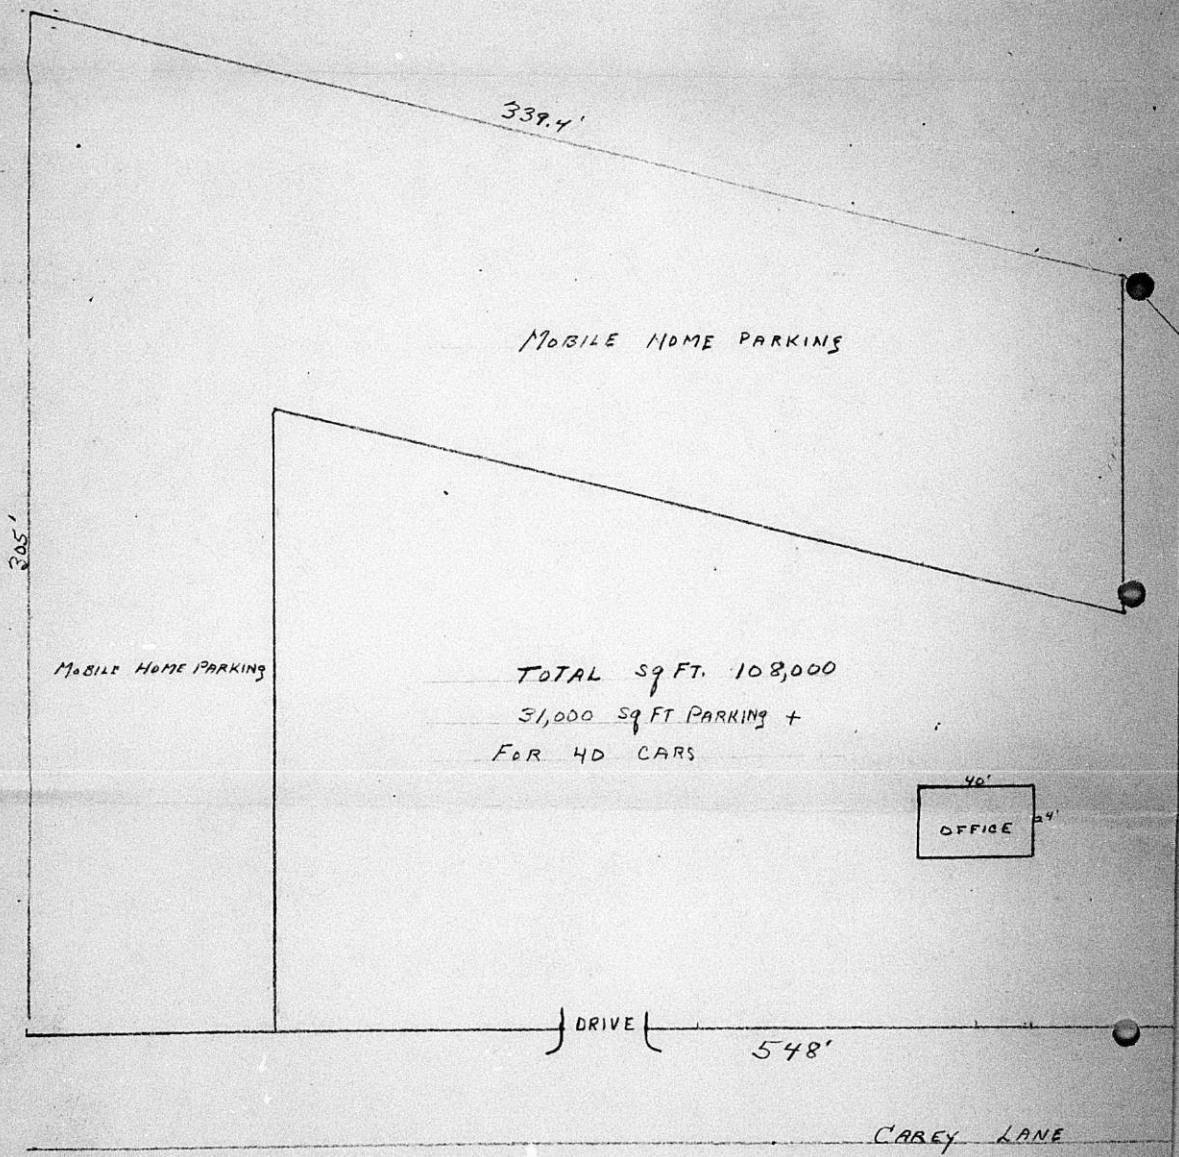 339.4'
MOBILE HOME PARKING
305'
MOBILE HOME PARKING
TOTAL Sq FT. 108,000
31,000 Sq FT PARKING +
FOR 40 CARS
40'
OFFICE
24'
DRIVE
548'
CAREY LANE